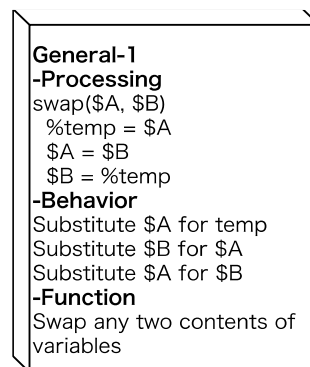 General-1
-Processing
swap($A, $B)
%temp = $A
$A = $B
$B = %temp
-Behavior
Substitute $A for temp
Substitute $B for $A
Substitute $A for $B
-Function
Swap any two contents of
variables